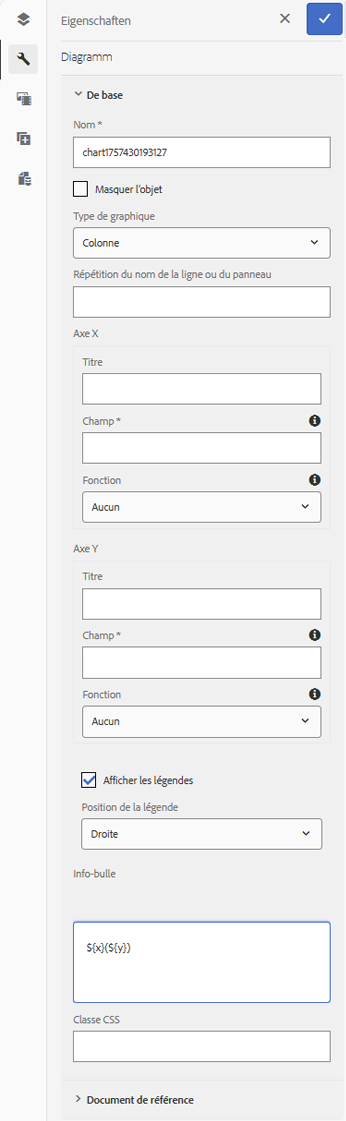 Eigenschaften
Diagramm
De base
Nom *
chart1757430193127
Masquer l'objet
Type de graphique
Colonne
Répétition du nom de la ligne ou du panneau
Axe X
Titre
Champ *
Fonction
Aucun
Axe Y
Titre
Champ *
Fonction
Aucun
Afficher les légendes
Position de la légende
Droite
Info-bulle
${x}(${y})
Classe CSS
Document de référence